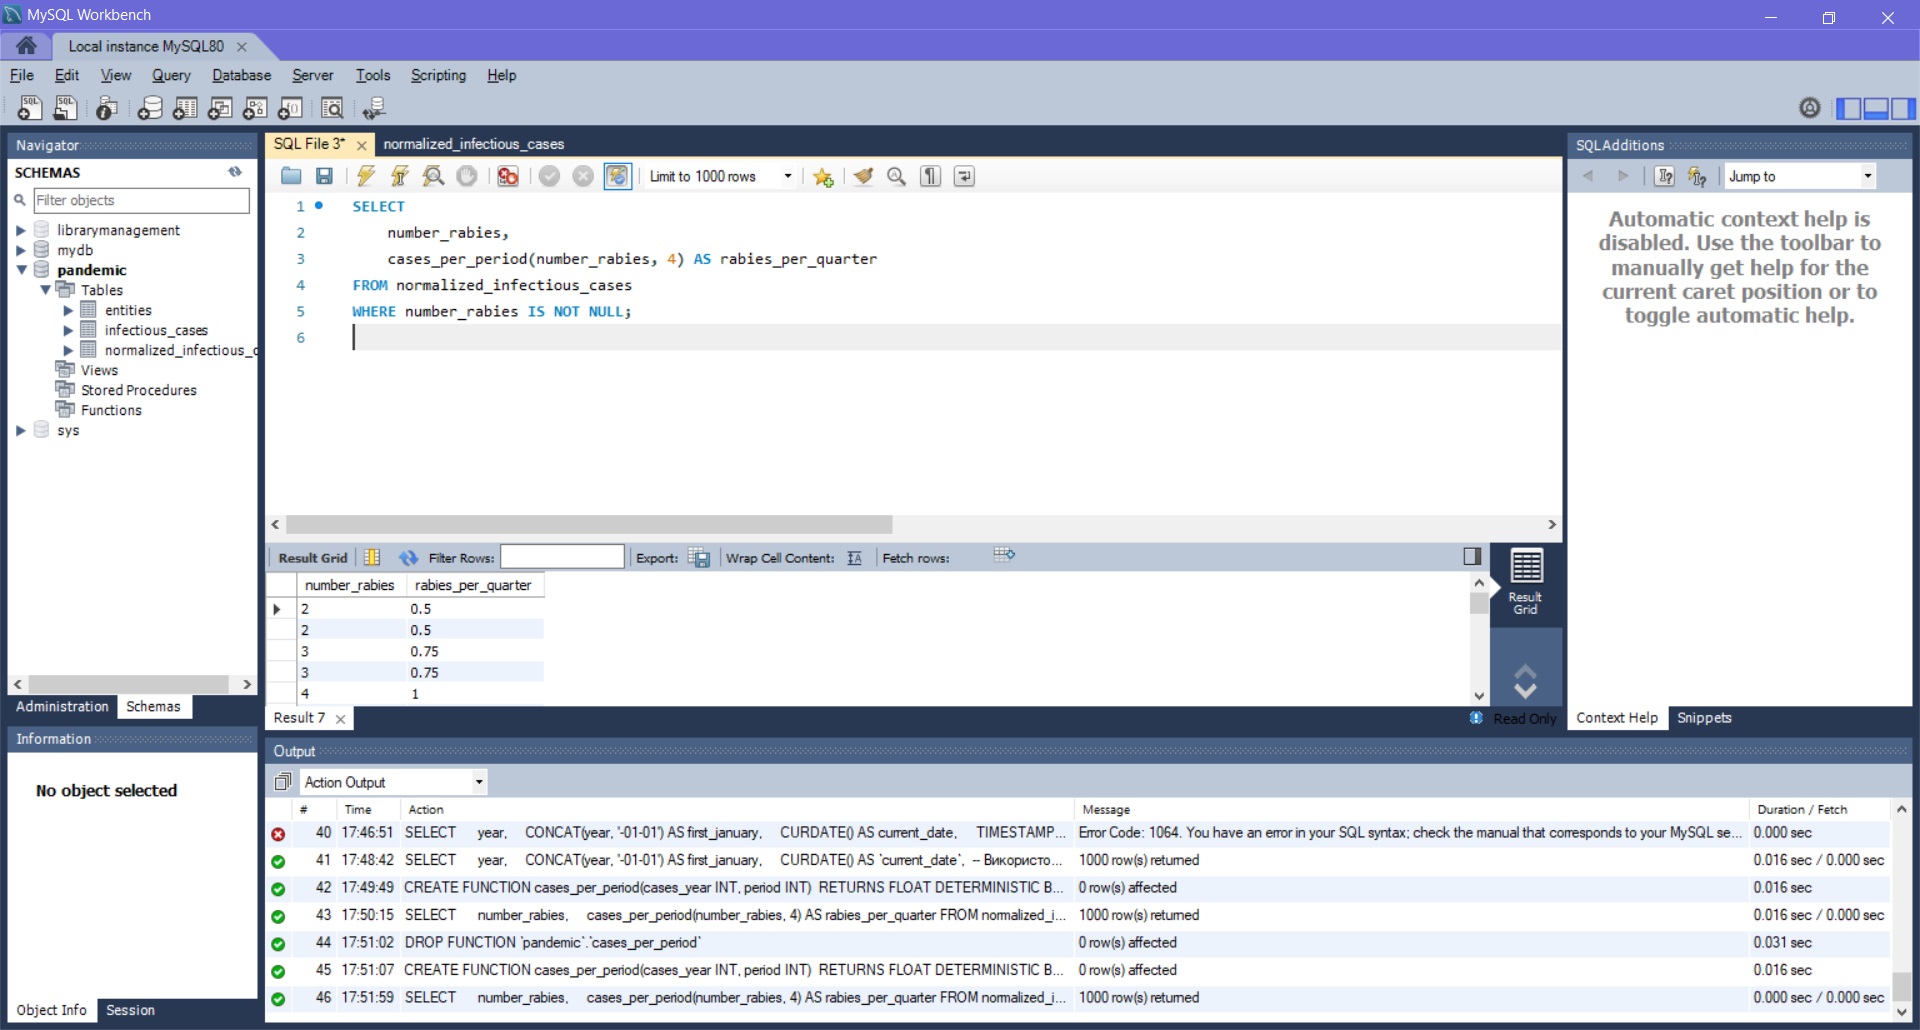 MySQL Workbench
Local instance MySQL80
File Edit View Query Database Server Tools Scripting Help
Navigator
SCHEMAS
Filter objects
librarymanagement
mydb
pandemic
Tables
entities
infectious_cases
normalized_infectious_c
Views
Stored Procedures
Functions
sys
Administration Schemas
Information
No object selected
Object Info Session
SQL File 3* normalized_infectious_cases
Limit to 1000 rows
1 SELECT
2 number_rabies,
3 cases_per_period(number_rabies, 4) AS rabies_per_quarter
4 FROM normalized_infectious_cases
5 WHERE number_rabies IS NOT NULL;
6
Result Grid Filter Rows: Export: Wrap Cell Content: Fetch rows:
number_rabies rabies_per_quarter
2 0.5
2 0.5
3 0.75
3 0.75
4 1
Result Grid
Result 7 Read Only
SQLAdditions
Jump to
Automatic context help is
disabled. Use the toolbar to
manually get help for the
current caret position or to
toggle automatic help.
Context Help Snippets
Output
Action Output
# Time Action Message Duration / Fetch
40 17:46:51 SELECT year, CONCAT(year, '-01-01') AS first_january, CURDATE() AS current_date, TIMESTAMP... Error Code: 1064. You have an error in your SQL syntax; check the manual that corresponds to your MySQL se... 0.000 sec
41 17:48:42 SELECT year, CONCAT(year, '-01-01') AS first_january, CURDATE() AS `current_date`, -- Використо... 1000 row(s) returned 0.016 sec / 0.000 sec
42 17:49:49 CREATE FUNCTION cases_per_period(cases_year INT, period INT) RETURNS FLOAT DETERMINISTIC B... 0 row(s) affected 0.016 sec
43 17:50:15 SELECT number_rabies, cases_per_period(number_rabies, 4) AS rabies_per_quarter FROM normalized_i... 1000 row(s) returned 0.016 sec / 0.000 sec
44 17:51:02 DROP FUNCTION `pandemic`.`cases_per_period` 0 row(s) affected 0.031 sec
45 17:51:07 CREATE FUNCTION cases_per_period(cases_year INT, period INT) RETURNS FLOAT DETERMINISTIC B... 0 row(s) affected 0.016 sec
46 17:51:59 SELECT number_rabies, cases_per_period(number_rabies, 4) AS rabies_per_quarter FROM normalized_i... 1000 row(s) returned 0.000 sec / 0.000 sec